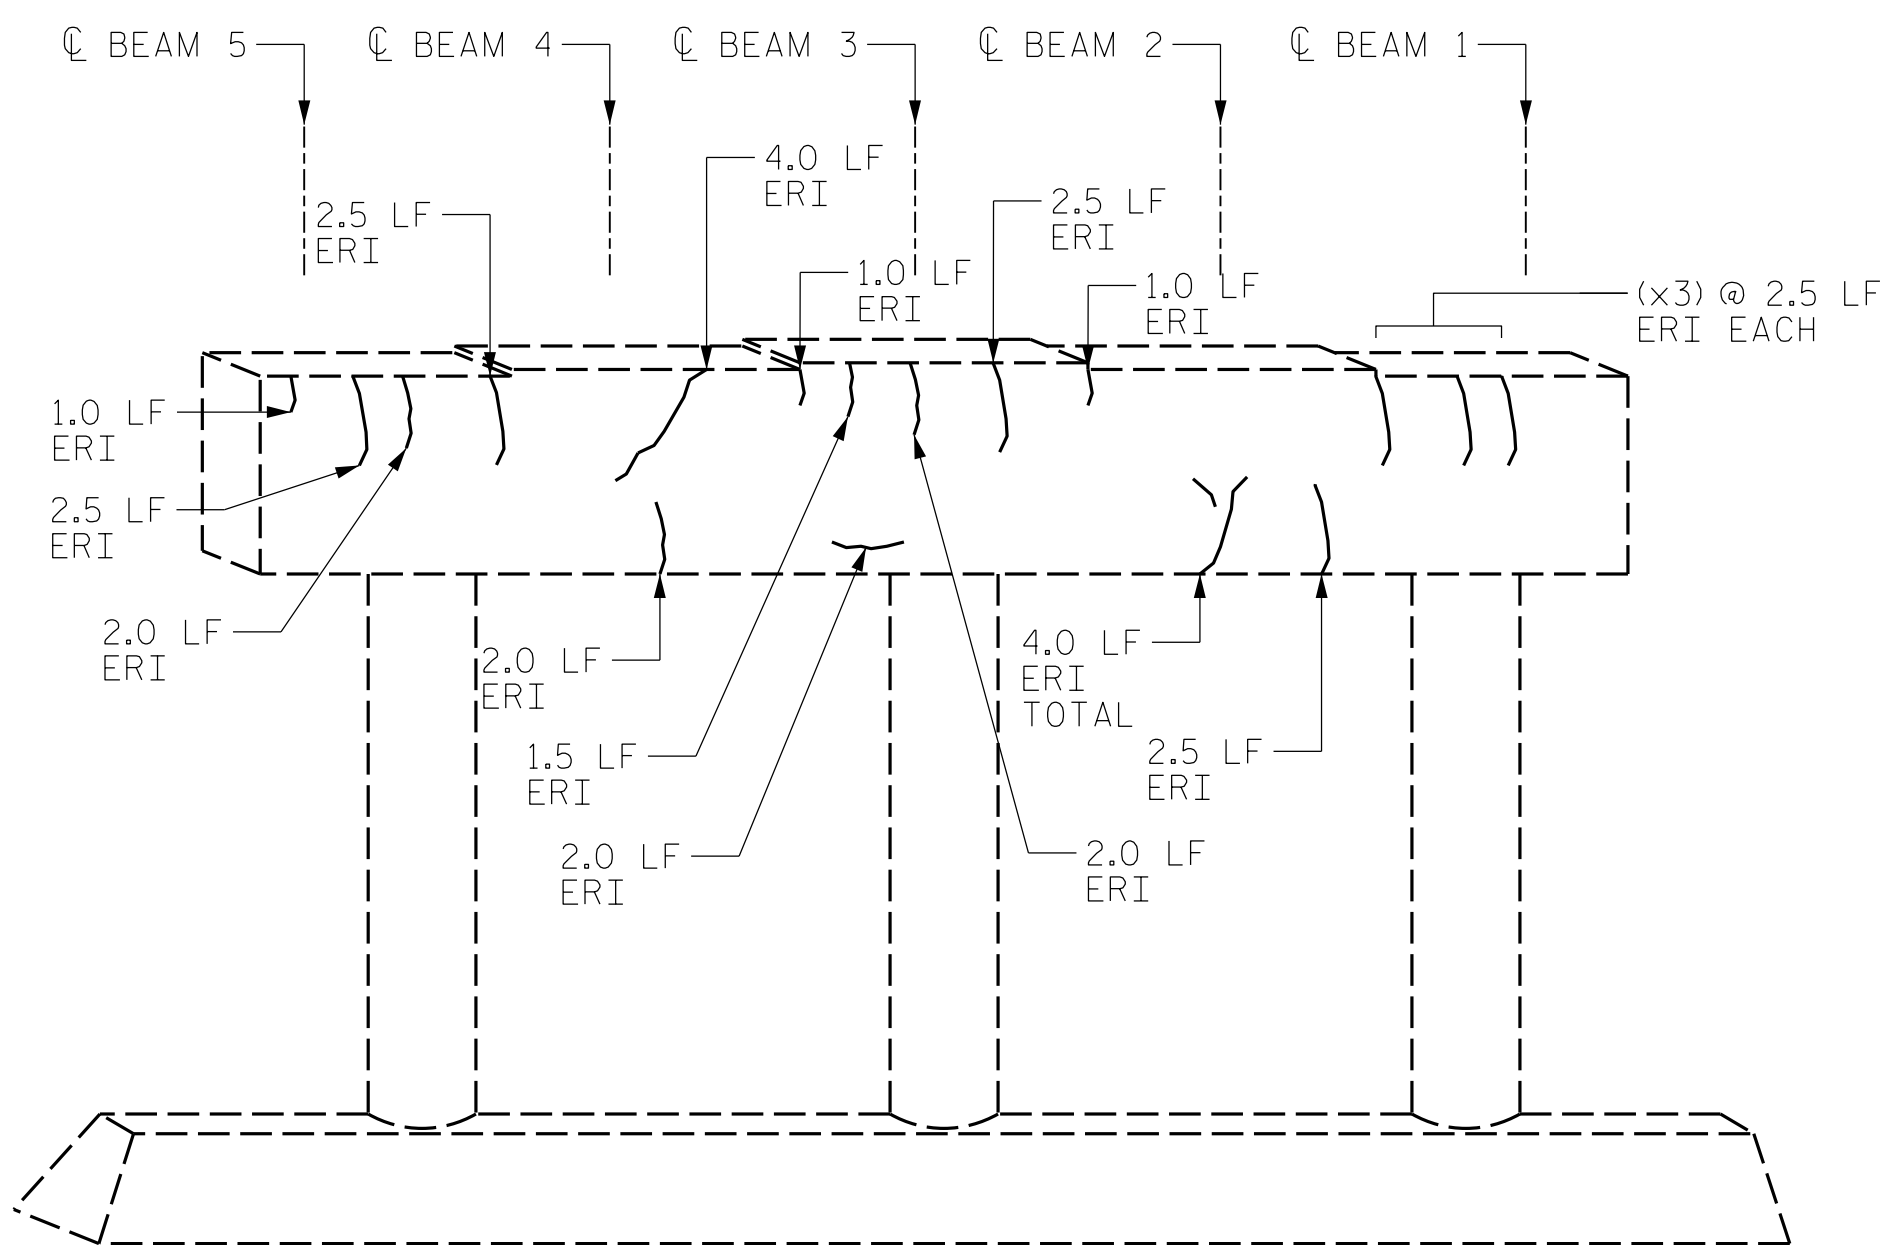 ℄ BEAM 5
℄ BEAM 4
℄ BEAM 3
℄ BEAM 2
℄ BEAM 1
4.0 LF
ERI
2.5 LF
ERI
2.5 LF
ERI
1.0 LF
ERI
1.0 LF
ERI
(x3) @ 2.5 LF
ERI EACH
1.0 LF
ERI
2.5 LF
ERI
2.0 LF
ERI
2.0 LF
ERI
4.0 LF
ERI
TOTAL
1.5 LF
ERI
2.5 LF
ERI
2.0 LF
ERI
2.0 LF
ERI